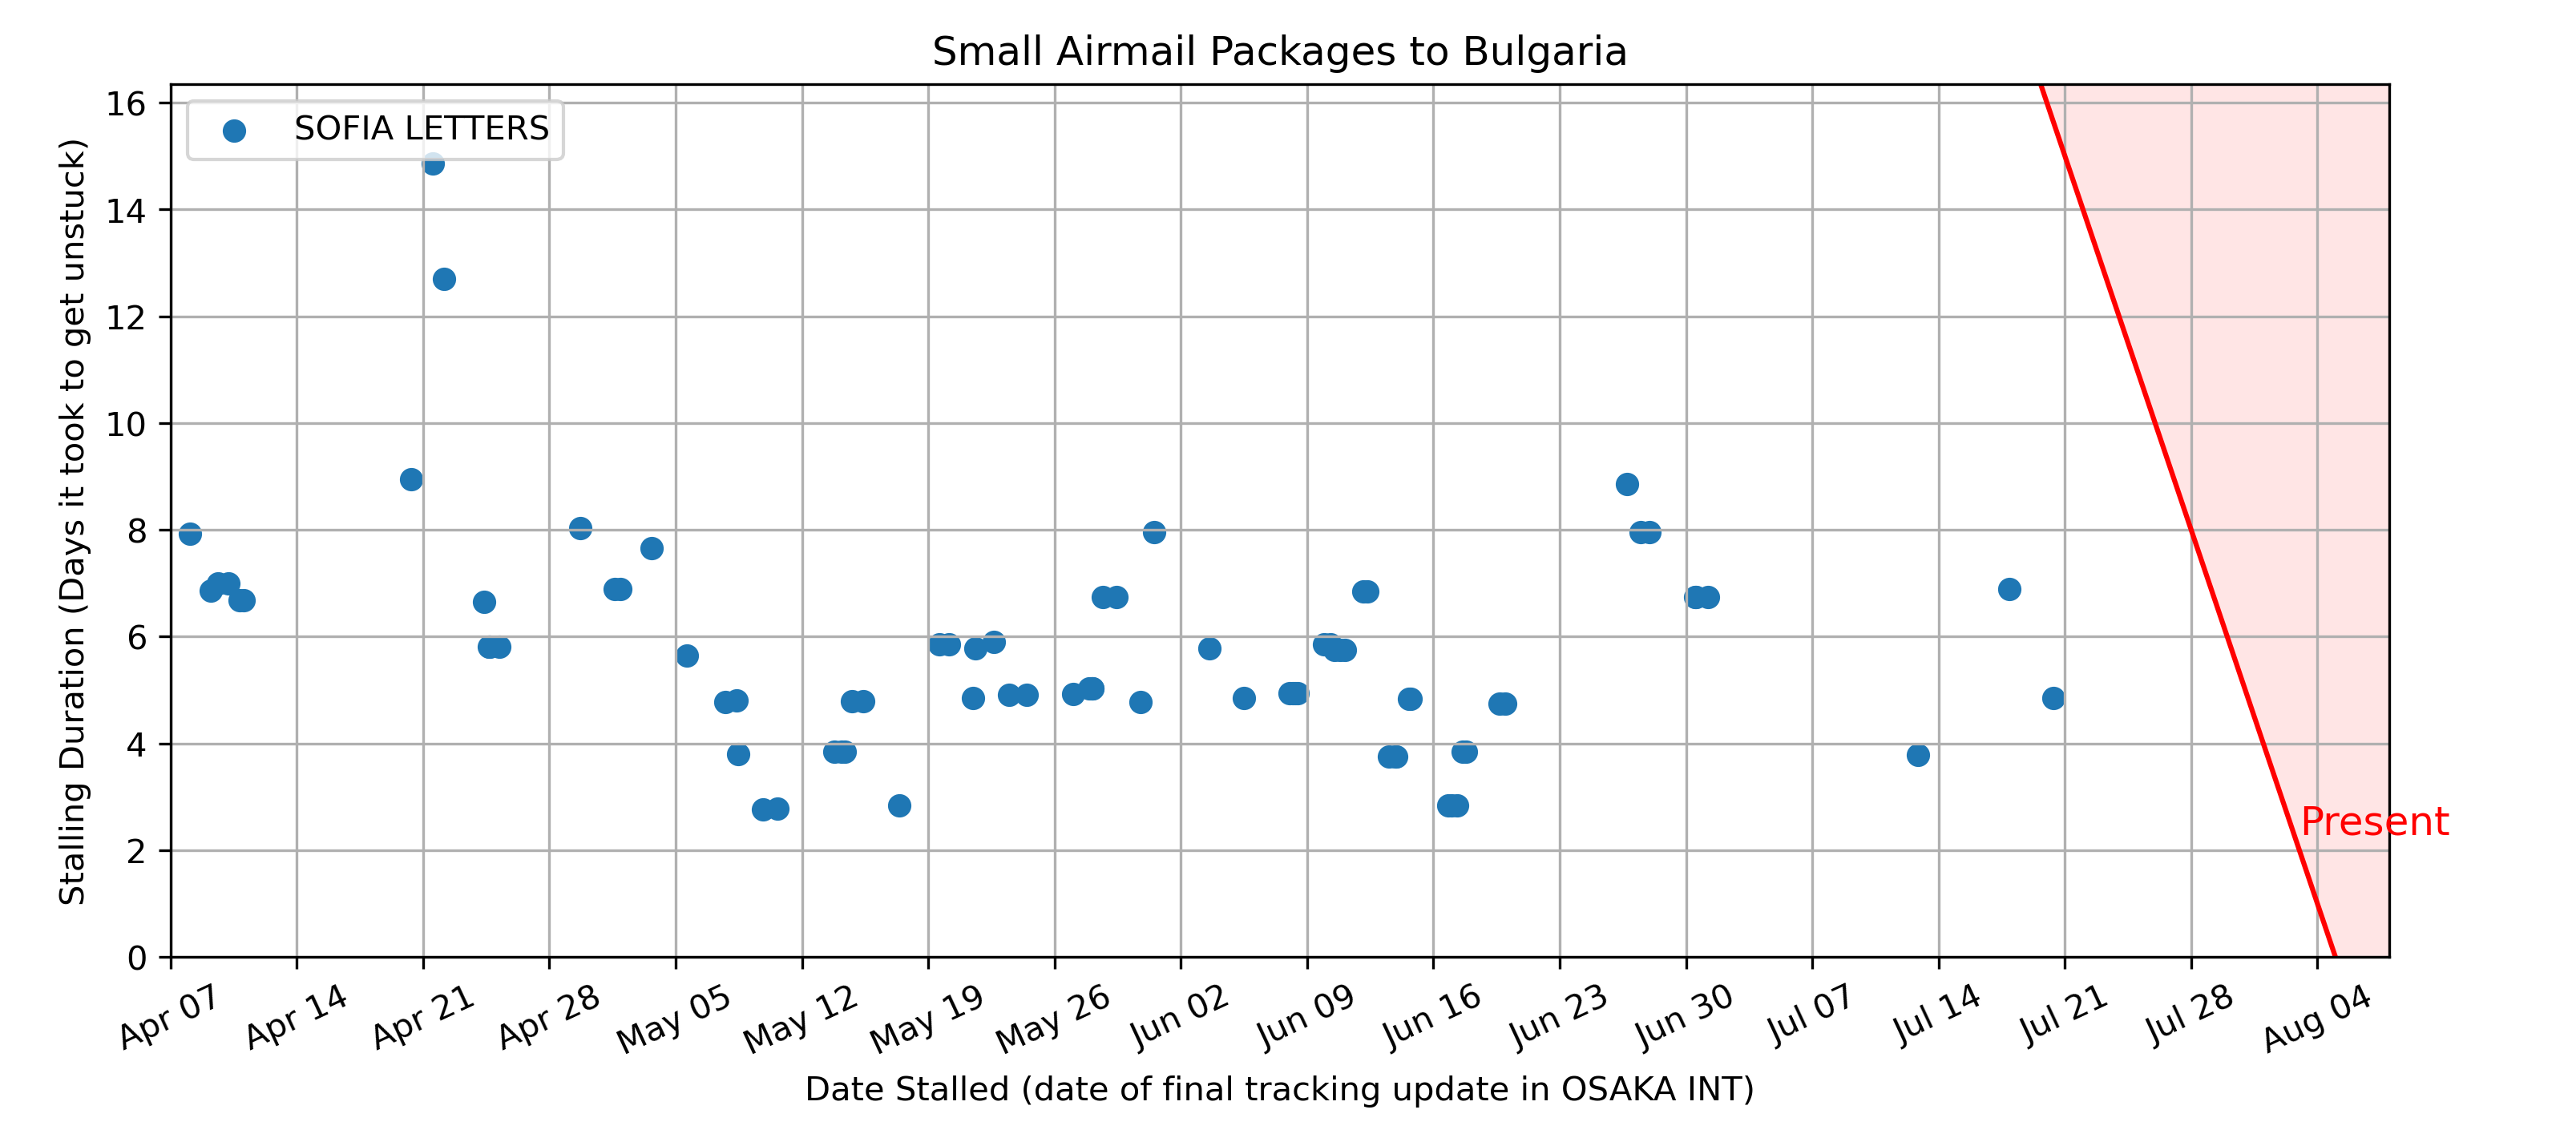 Small Airmail Packages to Bulgaria
SOFIA LETTERS
Stalling Duration (Days it took to get unstuck)
16
14
12
10
8
6
4
2
0
Present
Apr 07
Apr 14
Apr 21
Apr 28
May 05
May 12
May 19
May 26
Jun 02
Jun 09
Jun 16
Jun 23
Jun 30
Jul 07
Jul 14
Jul 21
Jul 28
Aug 04
Date Stalled (date of final tracking update in OSAKA INT)